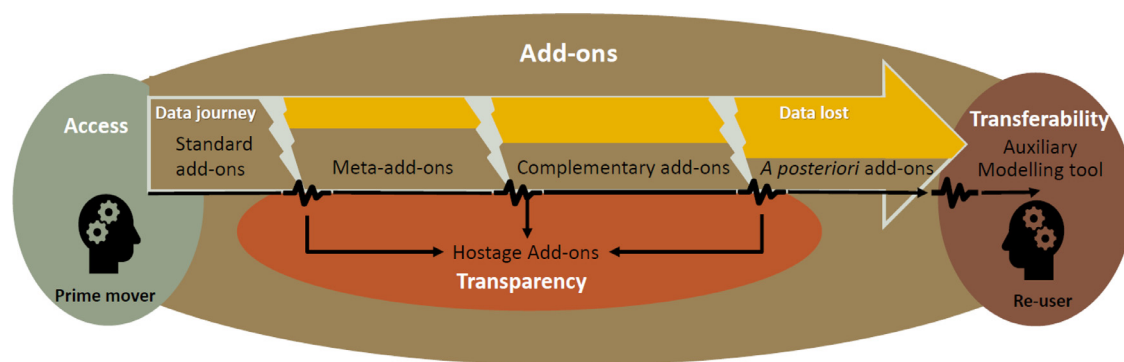 Add-ons
Access
Data journey
Data lost
Transferability
Standard
add-ons
Meta-add-ons
Complementary add-ons
A posteriori add-ons
Auxiliary
Modelling tool
Hostage Add-ons
Transparency
Prime mover
Re-user